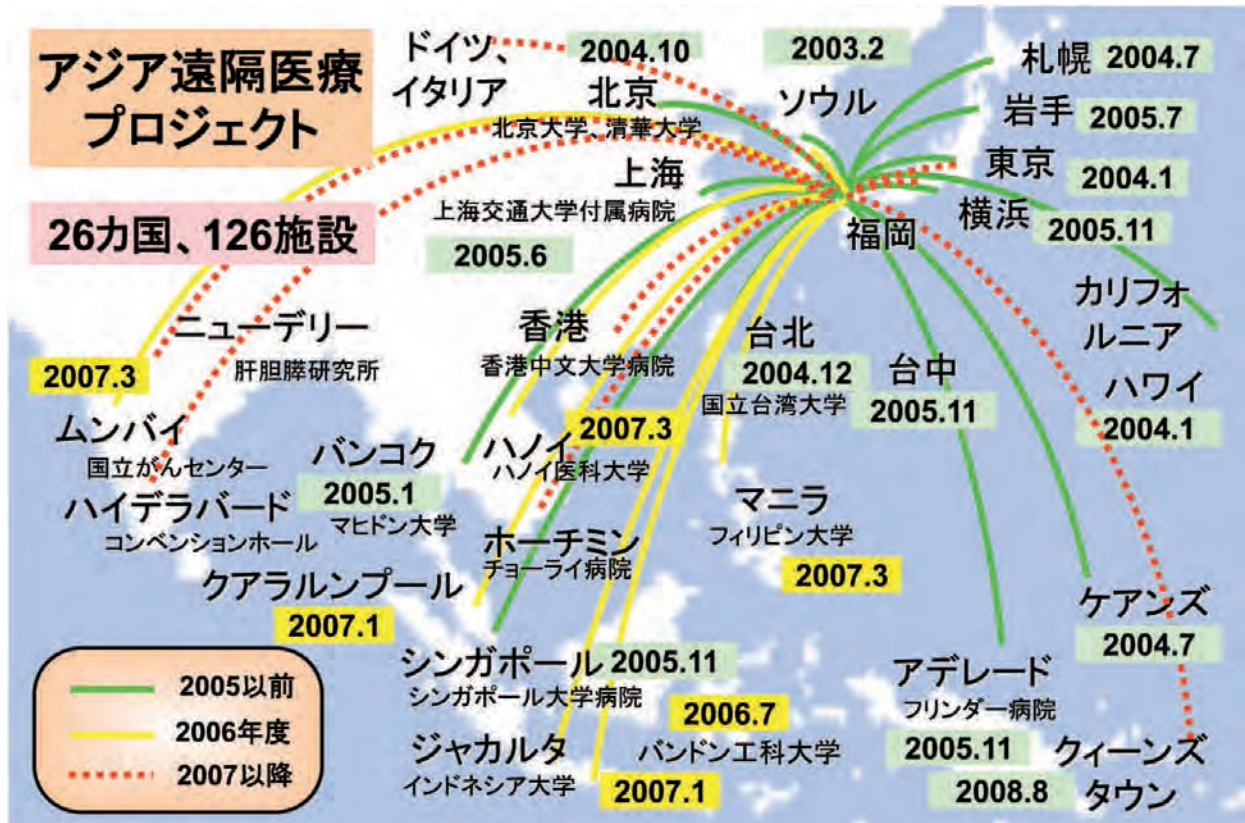 アジア遠隔医療
プロジェクト
26カ国、126施設
ドイツ、
イタリア
2004.10
北京
北京大学、清華大学
2003.2
ソウル
札幌 2004.7
岩手 2005.7
東京 2004.1
横浜 2005.11
上海
上海交通大学付属病院
2005.6
福岡
カリフォ
ルニア
ハワイ
2004.1
ニューデリー
肝胆膵研究所
2007.3
ムンバイ
国立がんセンター
ハイデラバード
コンベンションホール
香港
香港中文大学病院
台北
2004.12
国立台湾大学
台中
2005.11
バンコク
2005.1
マヒドン大学
ハノイ 2007.3
ハノイ医科大学
ホーチミン
チョーライ病院
マニラ
フィリピン大学
2007.3
クアラルンプール
2007.1
シンガポール 2005.11
シンガポール大学病院
2006.7
バンドン工科大学
ジャカルタ
インドネシア大学 2007.1
ケアンズ
2004.7
アデレード
フリンダー病院
2005.11
クィーンズ
タウン
2008.8
2005以前
2006年度
2007以降